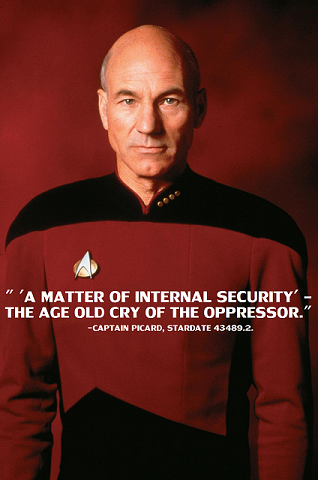 " 'A MATTER OF INTERNAL SECURITY' –
THE AGE OLD CRY OF THE OPPRESSOR."
-CAPTAIN PICARD, STARDATE 43489.2.